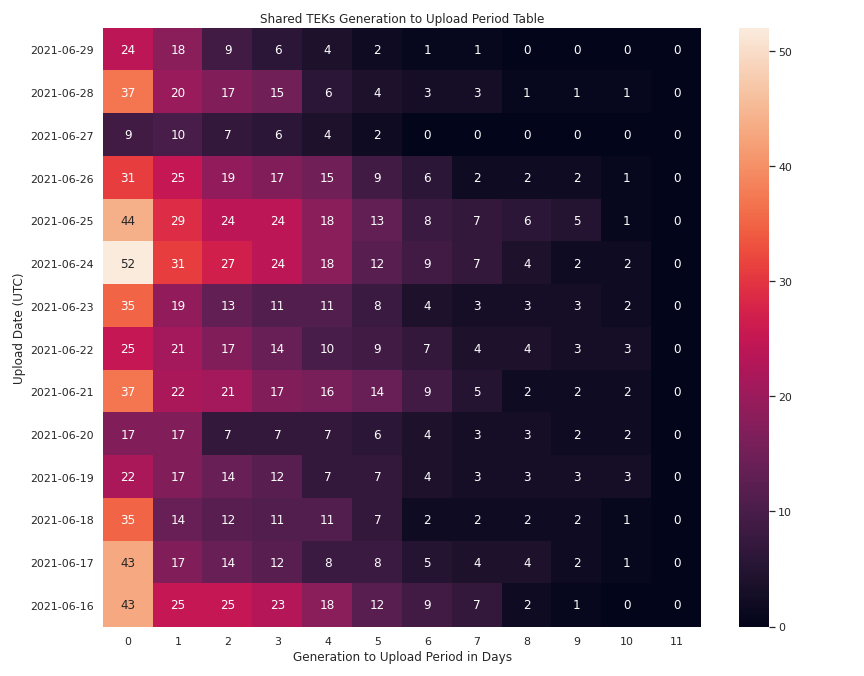 Shared TEKs Generation to Upload Period Table
2021-06-29 24 18 9 6 4 2 1 1 0 0 0 0
2021-06-28 37 20 17 15 6 4 3 3 1 1 1 0
2021-06-27 9 10 7 6 4 2 0 0 0 0 0 0
2021-06-26 31 25 19 17 15 9 6 2 2 2 1 0
2021-06-25 44 29 24 24 18 13 8 7 6 5 1 0
2021-06-24 52 31 27 24 18 12 9 7 4 2 2 0
2021-06-23 35 19 13 11 11 8 4 3 3 3 2 0
2021-06-22 25 21 17 14 10 9 7 4 4 3 3 0
2021-06-21 37 22 21 17 16 14 9 5 2 2 2 0
2021-06-20 17 17 7 7 7 6 4 3 3 2 2 0
2021-06-19 22 17 14 12 7 7 4 3 3 3 3 0
2021-06-18 35 14 12 11 11 7 2 2 2 2 1 0
2021-06-17 43 17 14 12 8 8 5 4 4 2 1 0
2021-06-16 43 25 25 23 18 12 9 7 2 1 0 0
0 1 2 3 4 5 6 7 8 9 10 11
Generation to Upload Period in Days
Upload Date (UTC)
50
40
30
20
10
0